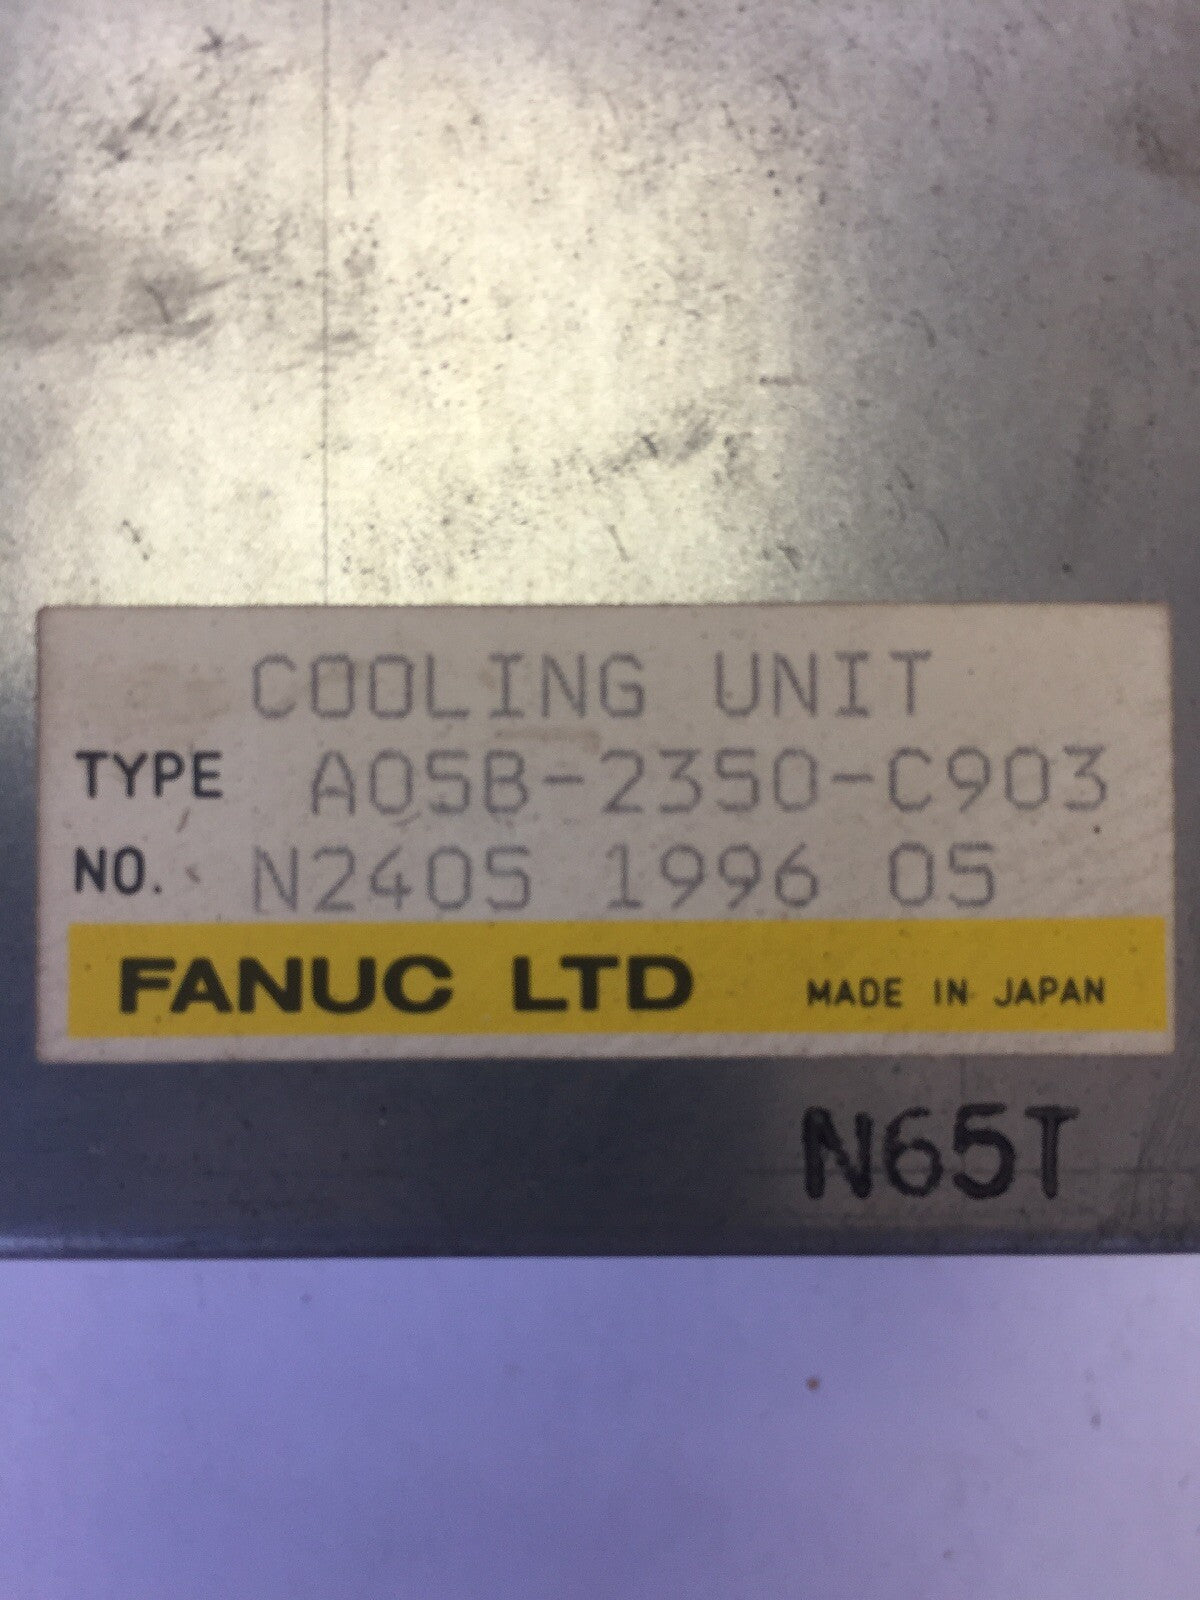 COOLING UNIT
TYPE A05B-2350-C903
NO. N2405 1996 05
FANUC LTD MADE IN JAPAN
N65T